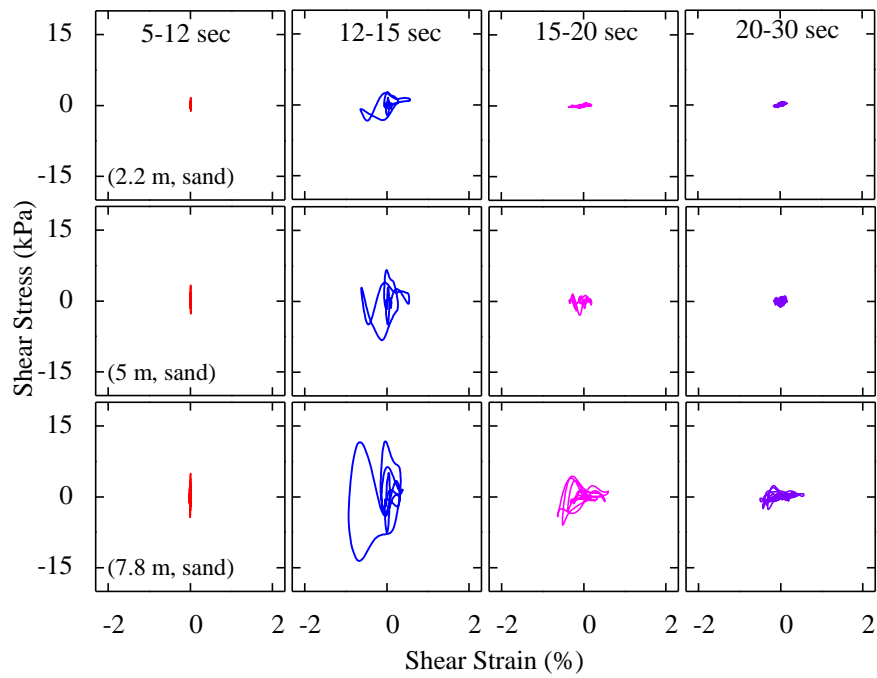 5-12 sec
12-15 sec
15-20 sec
20-30 sec
15
0
-15
(2.2 m, sand)
15
0
-15
(5 m, sand)
15
0
-15
(7.8 m, sand)
Shear Stress (kPa)
-2 0 2
-2 0 2
-2 0 2
-2 0 2
Shear Strain (%)